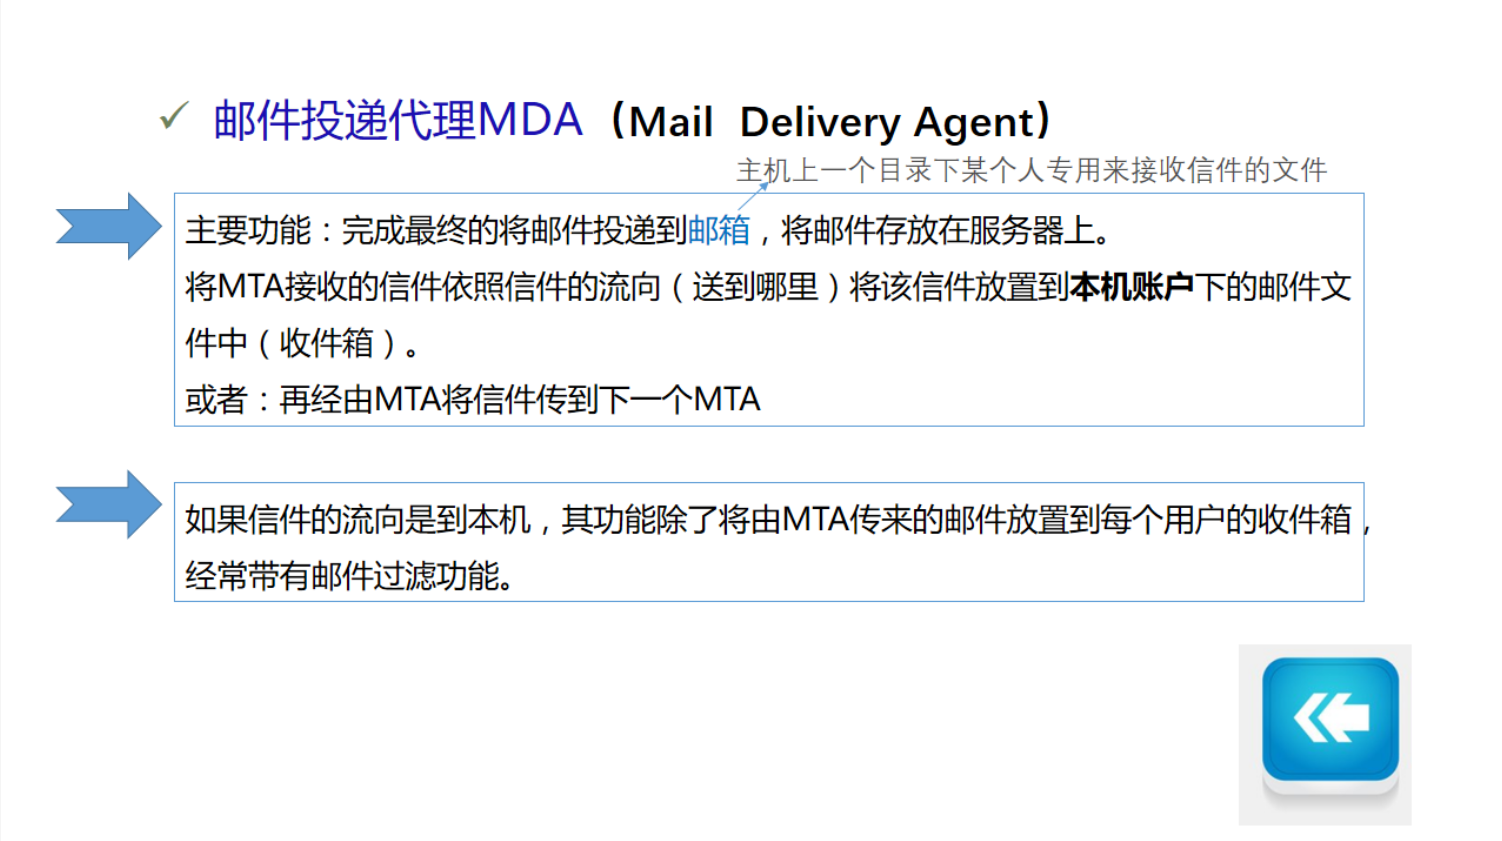 邮件投递代理MDA（Mail Delivery Agent）
主机上一个目录下某个人专用来接收信件的文件
主要功能：完成最终的将邮件投递到邮箱，将邮件存放在服务器上。
将MTA接收的信件依照信件的流向（送到哪里）将该信件放置到本机账户下的邮件文
件中（收件箱）。
或者：再经由MTA将信件传到下一个MTA
如果信件的流向是到本机，其功能除了将由MTA传来的邮件放置到每个用户的收件箱，
经常带有邮件过滤功能。